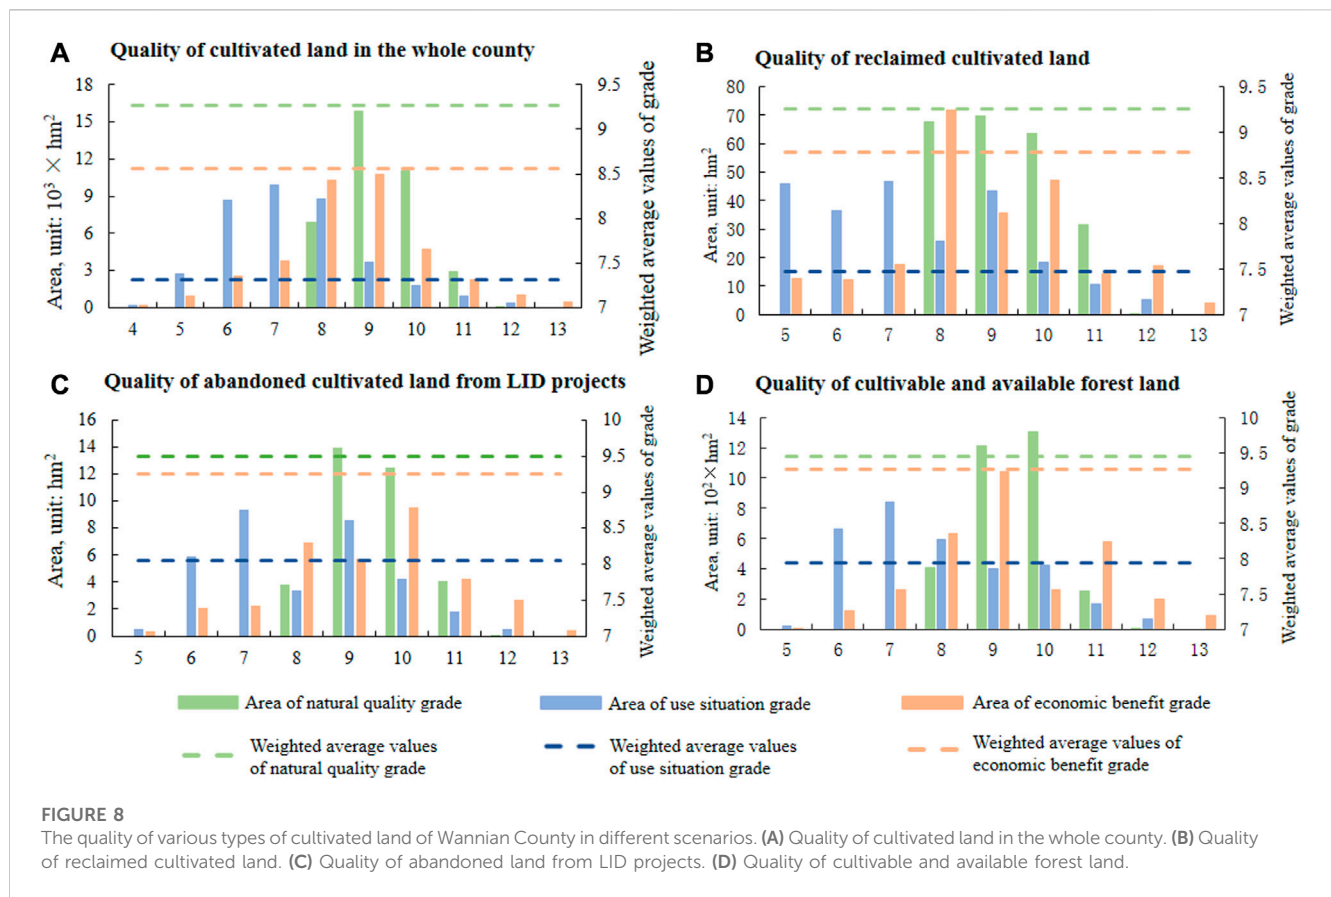 A
Quality of cultivated land in the whole county
Area, unit: 10³ × hm²
18
15
12
9
6
3
0
4 5 6 7 8 9 10 11 12 13
9.5
9
8.5
8
7.5
7
Weighted average values of grade
B
Quality of reclaimed cultivated land
Area, unit: hm²
80
70
60
50
40
30
20
10
0
5 6 7 8 9 10 11 12 13
9.5
9
8.5
8
7.5
7
Weighted average values of grade
C
Quality of abandoned cultivated land from LID projects
Area, unit: hm²
16
14
12
10
8
6
4
2
0
5 6 7 8 9 10 11 12 13
10
9.5
9
8.5
8
7.5
7
Weighted average values of grade
D
Quality of cultivable and available forest land
Area, unit: 10² × hm²
14
12
10
8
6
4
2
0
5 6 7 8 9 10 11 12 13
10
9.5
9
8.5
8
7.5
7
Weighted average values of grade
Area of natural quality grade
Area of use situation grade
Area of economic benefit grade
Weighted average values
of natural quality grade
Weighted average values
of use situation grade
Weighted average values of
economic benefit grade
FIGURE 8
The quality of various types of cultivated land of Wannian County in different scenarios. (A) Quality of cultivated land in the whole county. (B) Quality
of reclaimed cultivated land. (C) Quality of abandoned land from LID projects. (D) Quality of cultivable and available forest land.